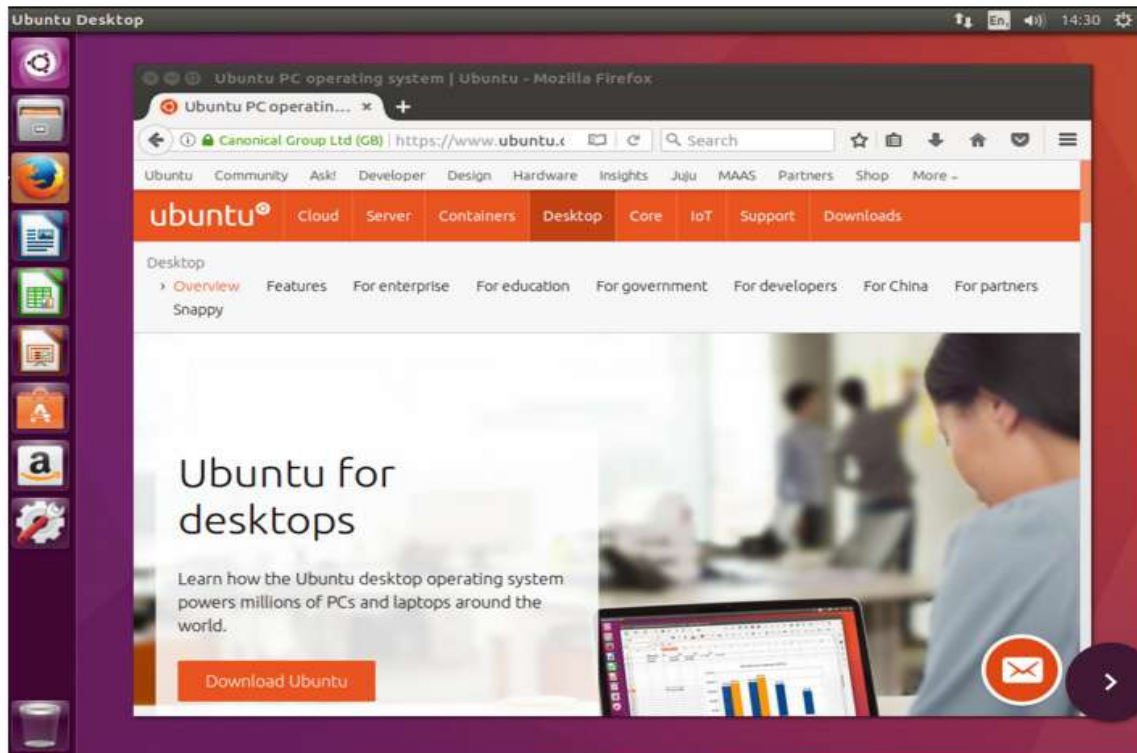 Ubuntu Desktop
En
14:30
Ubuntu PC operating system | Ubuntu - Mozilla Firefox
Ubuntu PC operatin...
Canonical Group Ltd (GB) https://www.ubuntu.c
Search
Ubuntu Community Ask! Developer Design Hardware Insights Juju MAAS Partners Shop More
ubuntu Cloud Server Containers Desktop Core IoT Support Downloads
Desktop
› Overview Features For enterprise For education For government For developers For China For partners
Snappy
Ubuntu for
desktops
Learn how the Ubuntu desktop operating system
powers millions of PCs and laptops around the
world.
Download Ubuntu